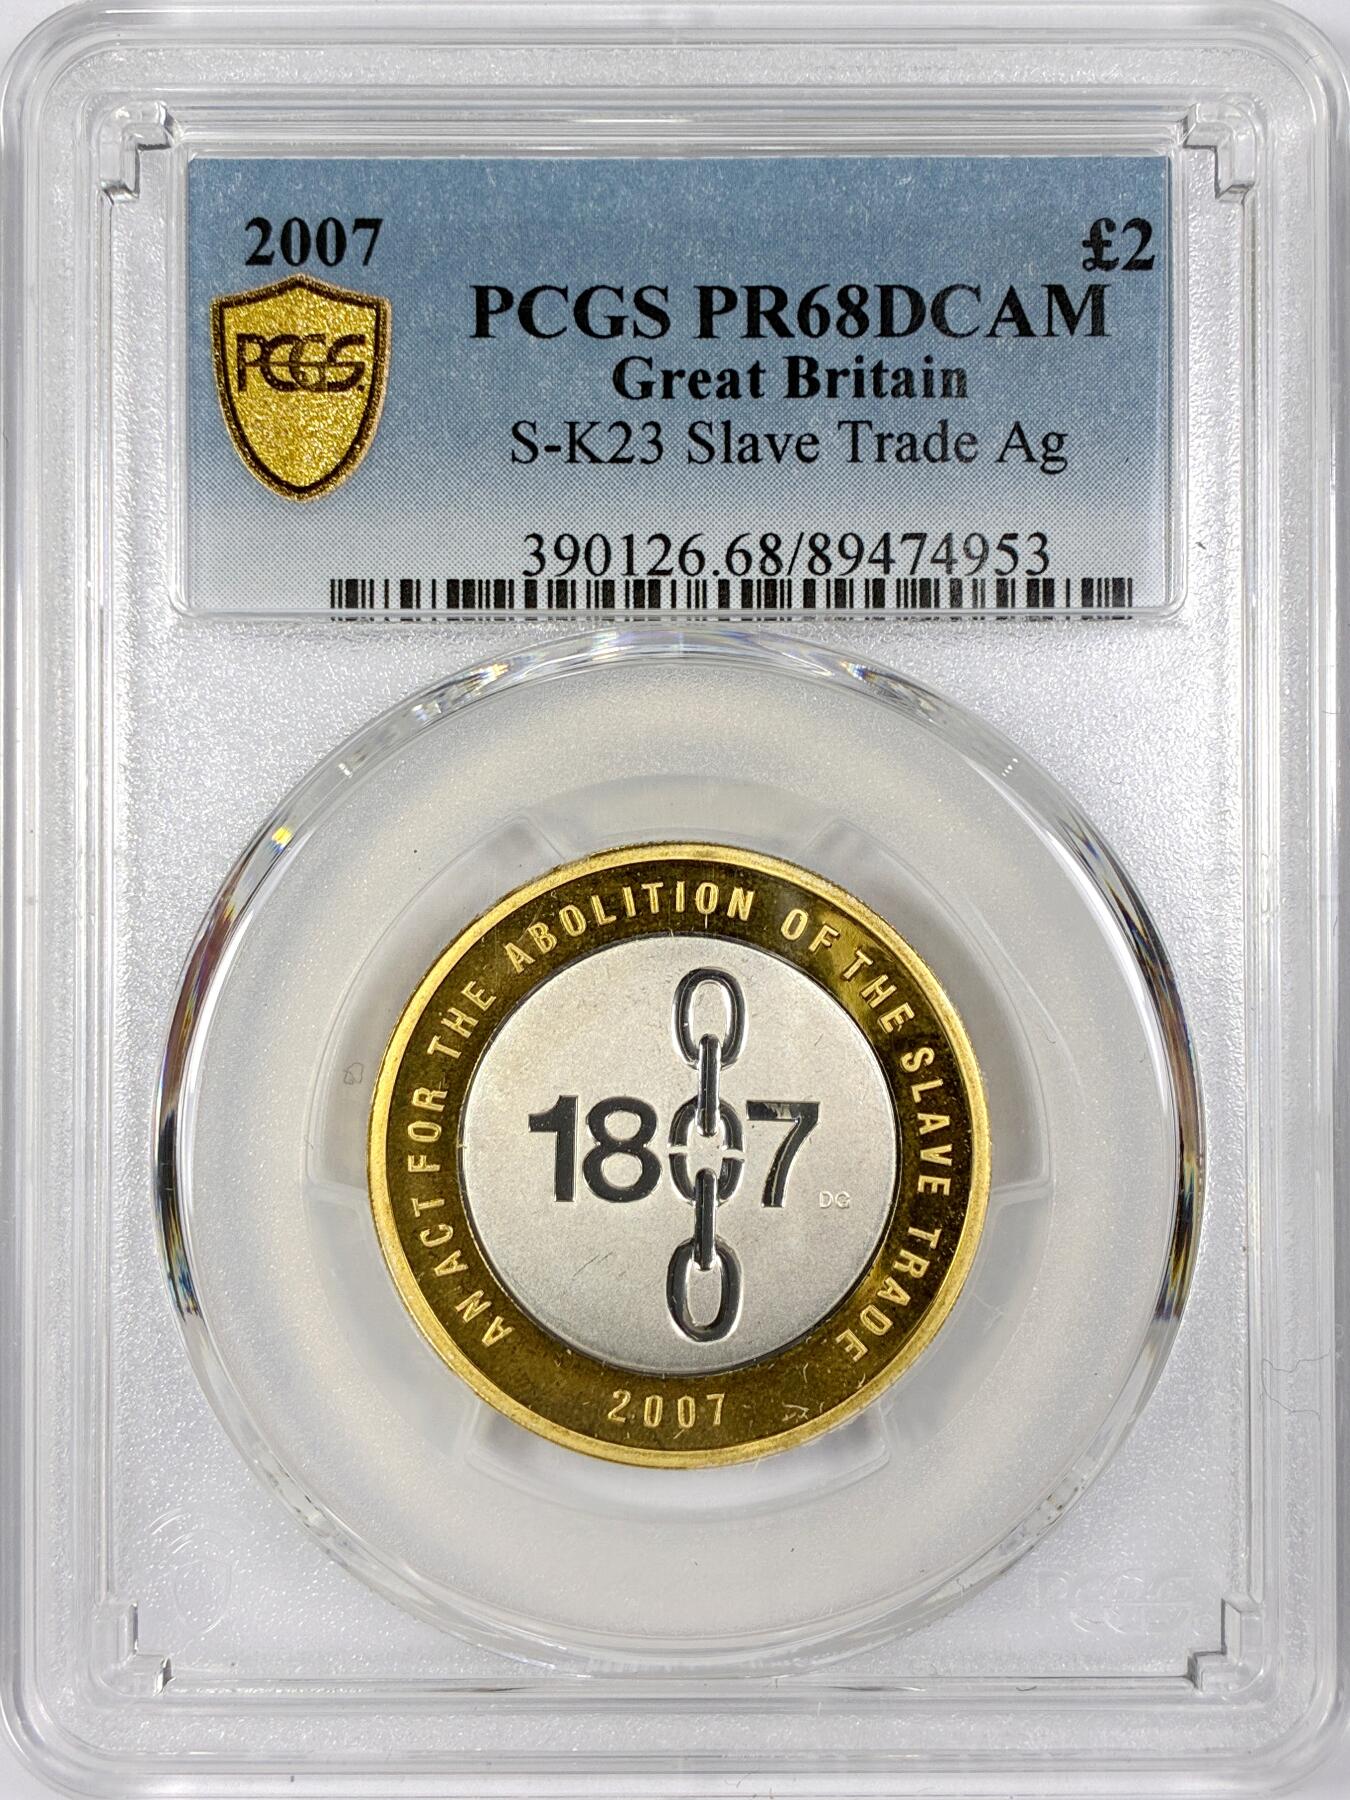 2007 £2
PCGS PR68DCAM
PCGS
Great Britain
S-K23 Slave Trade Ag
390126.68/89474953
AN ACT FOR THE ABOLITION OF THE SLAVE TRADE
1807
DG
2007
PCGS